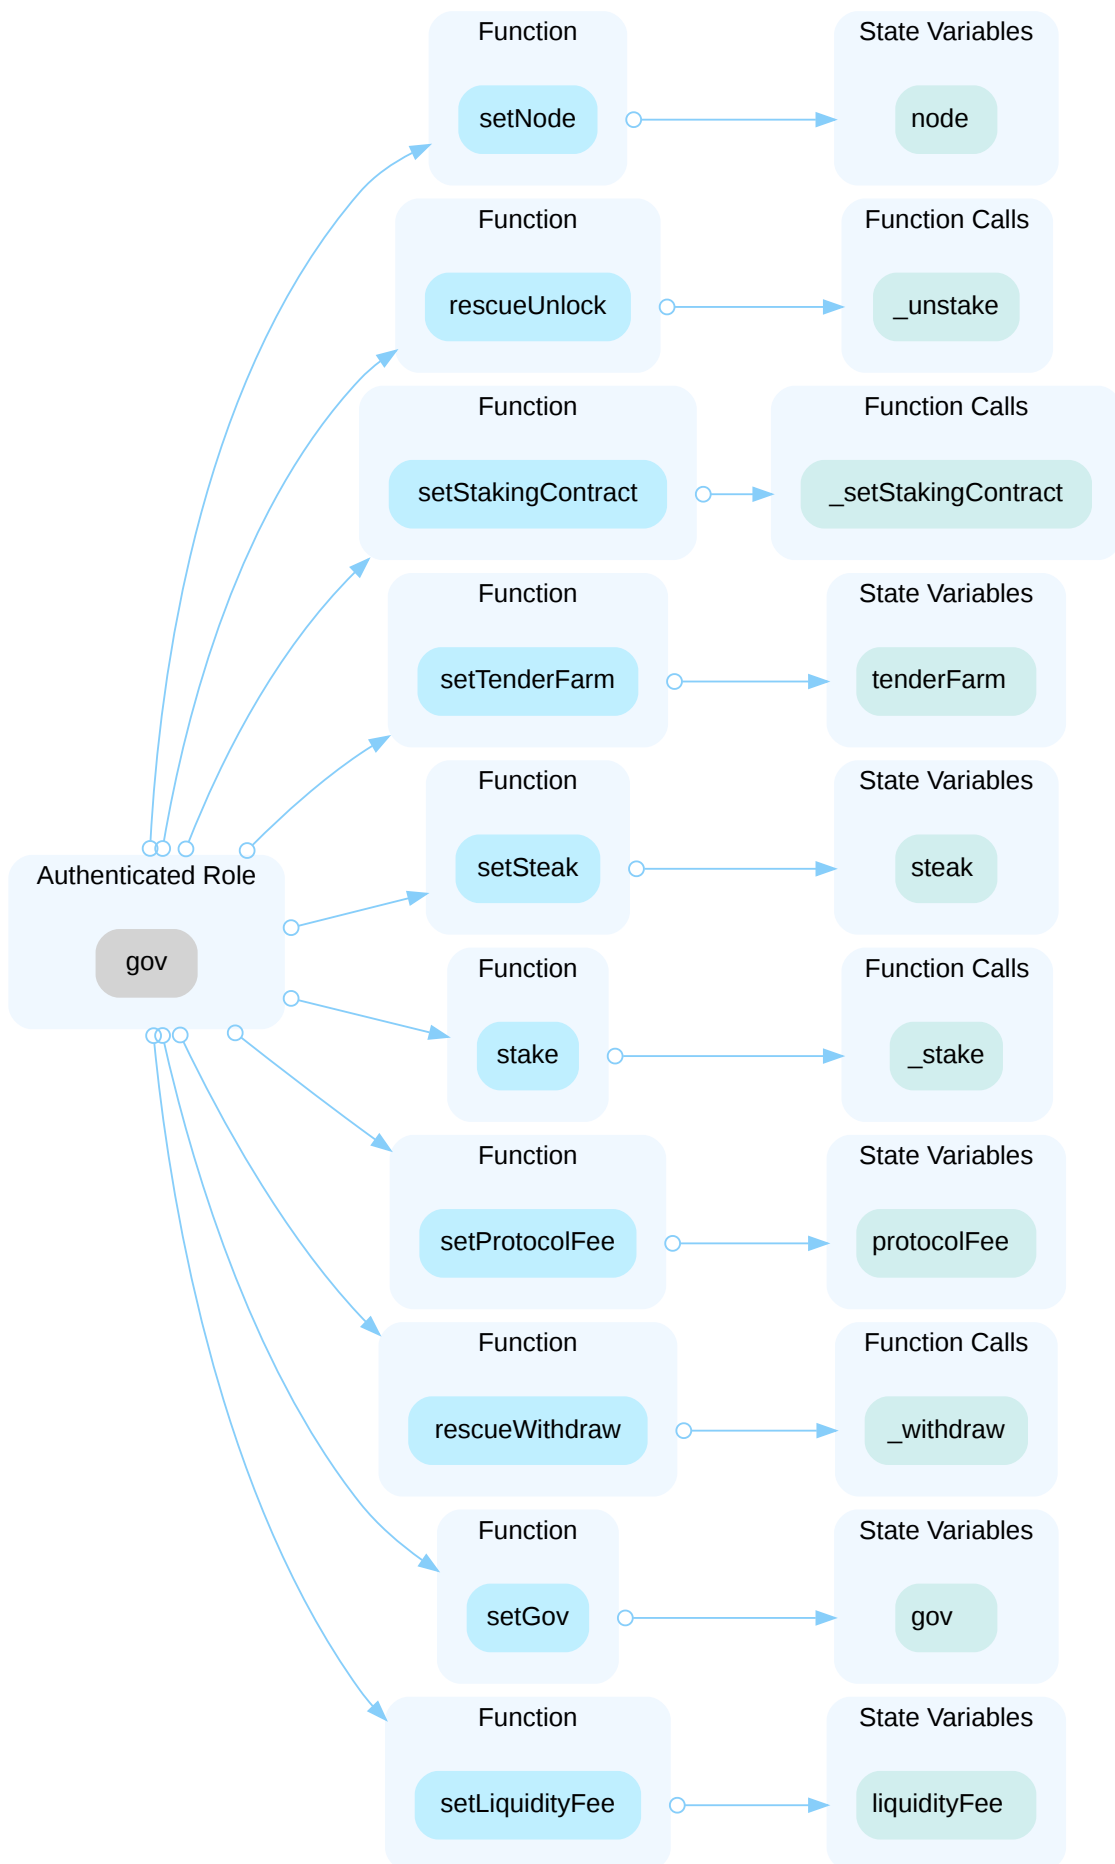 Function
State Variables
setNode
node
Function
Function Calls
rescueUnlock
_unstake
Function
Function Calls
setStakingContract
_setStakingContract
Function
State Variables
setTenderFarm
tenderFarm
Function
State Variables
setSteak
steak
Authenticated Role
gov
Function
Function Calls
stake
_stake
Function
State Variables
setProtocolFee
protocolFee
Function
Function Calls
rescueWithdraw
_withdraw
Function
State Variables
setGov
gov
Function
State Variables
setLiquidityFee
liquidityFee